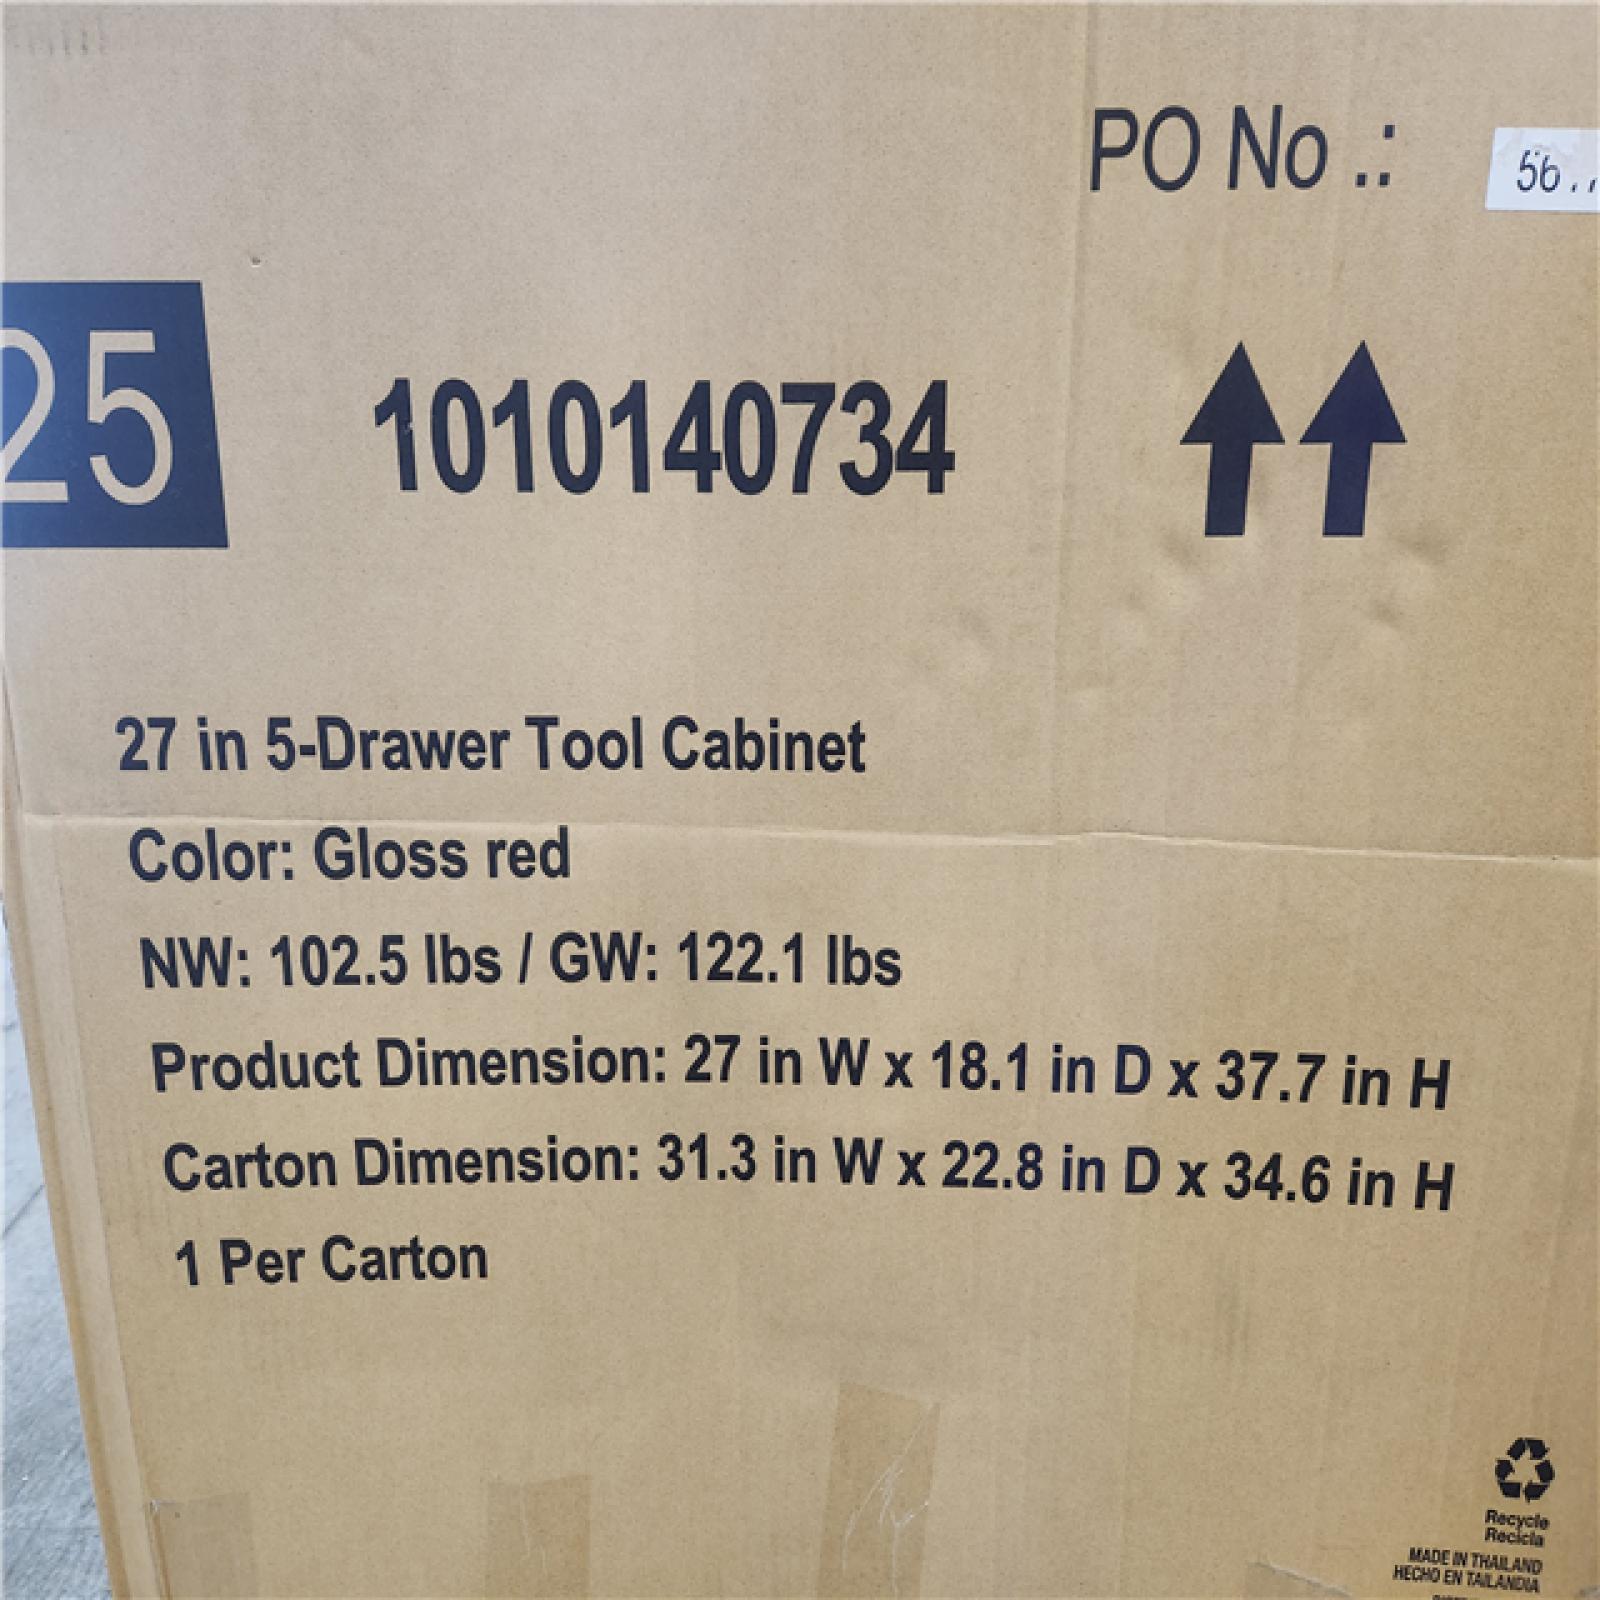 PO No .:
56
25
1010140734
27 in 5-Drawer Tool Cabinet
Color: Gloss red
NW: 102.5 lbs / GW: 122.1 lbs
Product Dimension: 27 in W x 18.1 in D x 37.7 in H
Carton Dimension: 31.3 in W x 22.8 in D x 34.6 in H
1 Per Carton
Recycle
Recicla
MADE IN THAILAND
HECHO EN TAILANDIA